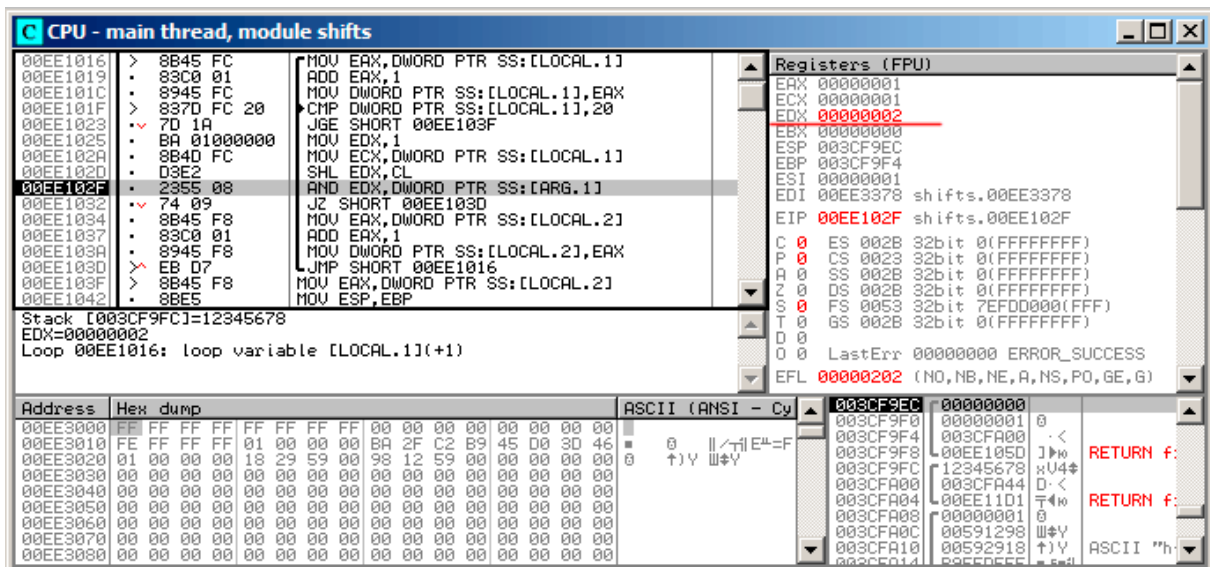 CPU - main thread, module shifts
00EE1016 > 8B45 FC MOV EAX,DWORD PTR SS:[LOCAL.1]
00EE1019 . 83C0 01 ADD EAX,1
00EE101C . 8945 FC MOV DWORD PTR SS:[LOCAL.1],EAX
00EE101F > 837D FC 20 CMP DWORD PTR SS:[LOCAL.1],20
00EE1023 . 7D 1A JGE SHORT 00EE103F
00EE1025 . BA 01000000 MOV EDX,1
00EE102A . 8B4D FC MOV ECX,DWORD PTR SS:[LOCAL.1]
00EE102D . D3E2 SHL EDX,CL
00EE102F . 2355 08 AND EDX,DWORD PTR SS:[ARG.1]
00EE1032 . 74 09 JZ SHORT 00EE103D
00EE1034 . 8B45 F8 MOV EAX,DWORD PTR SS:[LOCAL.2]
00EE1037 . 83C0 01 ADD EAX,1
00EE103A . 8945 F8 MOV DWORD PTR SS:[LOCAL.2],EAX
00EE103D > EB D7 JMP SHORT 00EE1016
00EE103F > 8B45 F8 MOV EAX,DWORD PTR SS:[LOCAL.2]
00EE1042 . 8BE5 MOV ESP,EBP
Stack [003CF9FC]=12345678
EDX=00000002
Loop 00EE1016: loop variable [LOCAL.1](+1)
Registers (FPU)
EAX 00000001
ECX 00000001
EDX 00000002
EBX 00000000
ESP 003CF9EC
EBP 003CF9F4
ESI 00000001
EDI 00EE3378 shifts.00EE3378
EIP 00EE102F shifts.00EE102F
C 0 ES 002B 32bit 0(FFFFFFFF)
P 0 CS 0023 32bit 0(FFFFFFFF)
A 0 SS 002B 32bit 0(FFFFFFFF)
Z 0 DS 002B 32bit 0(FFFFFFFF)
S 0 FS 0053 32bit 7EFDD000(FFF)
T 0 GS 002B 32bit 0(FFFFFFFF)
D 0
O 0 LastErr 00000000 ERROR_SUCCESS
EFL 00000202 (NO,NB,NE,A,NS,PO,GE,G)
Address Hex dump ASCII (ANSI - Cy
00EE3000 FF FF FF FF FF FF FF FF 00 00 00 00 00 00 00 00
00EE3010 FE FF FF FF 01 00 00 00 BA 2F C2 B9 45 D0 3D 46
00EE3020 01 00 00 00 18 29 59 00 98 12 59 00 00 00 00 00
00EE3030 00 00 00 00 00 00 00 00 00 00 00 00 00 00 00 00
00EE3040 00 00 00 00 00 00 00 00 00 00 00 00 00 00 00 00
00EE3050 00 00 00 00 00 00 00 00 00 00 00 00 00 00 00 00
00EE3060 00 00 00 00 00 00 00 00 00 00 00 00 00 00 00 00
00EE3070 00 00 00 00 00 00 00 00 00 00 00 00 00 00 00 00
00EE3080 00 00 00 00 00 00 00 00 00 00 00 00 00 00 00 00
003CF9EC 00000000
003CF9F0 00000001
003CF9F4 003CFA00
003CF9F8 00EE105D RETURN f
003CF9FC 12345678 xV4
003CFA00 003CFA44
003CFA04 00EE11D1 RETURN f
003CFA08 00000001
003CFA0C 00591298
003CFA10 00592918 ASCII "h